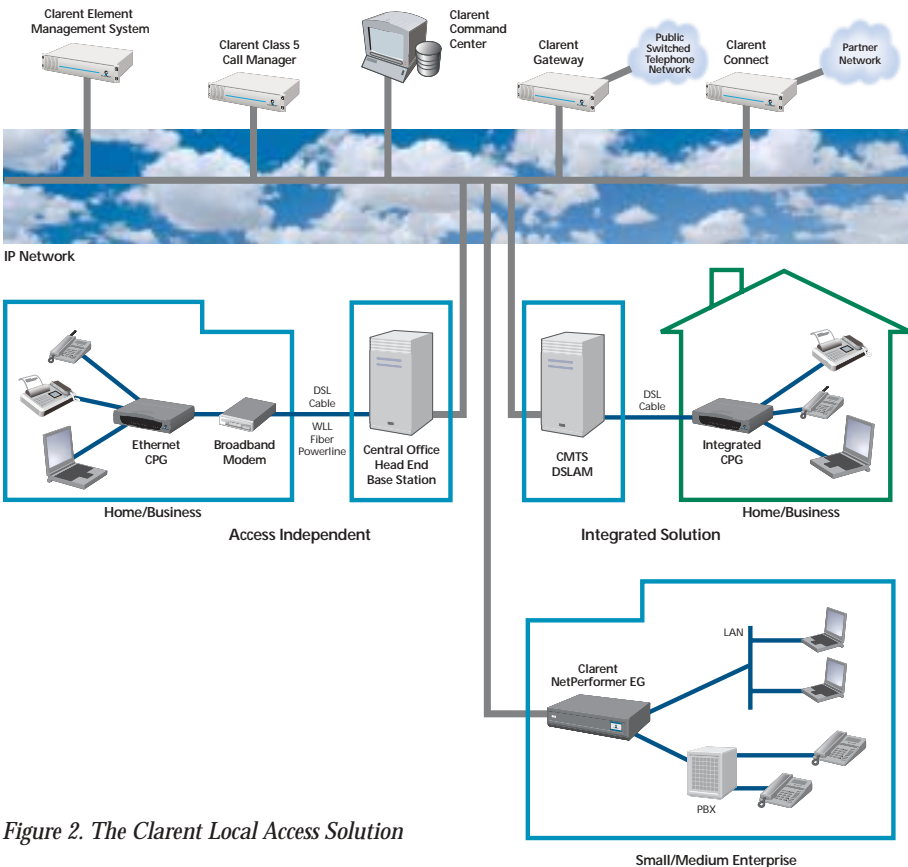 Clarent Element
Management System
Clarent Class 5
Call Manager
Clarent
Command
Center
Clarent
Gateway
Public
Switched
Telephone
Network
Clarent
Connect
Partner
Network
IP Network
Ethernet
CPG
Broadband
Modem
DSL
Cable
WLL
Fiber
Powerline
Central Office
Head End
Base Station
Home/Business
Access Independent
CMTS
DSLAM
DSL
Cable
Integrated
CPG
Home/Business
Integrated Solution
Clarent
NetPerformer EG
LAN
PBX
Small/Medium Enterprise
Figure 2. The Clarent Local Access Solution